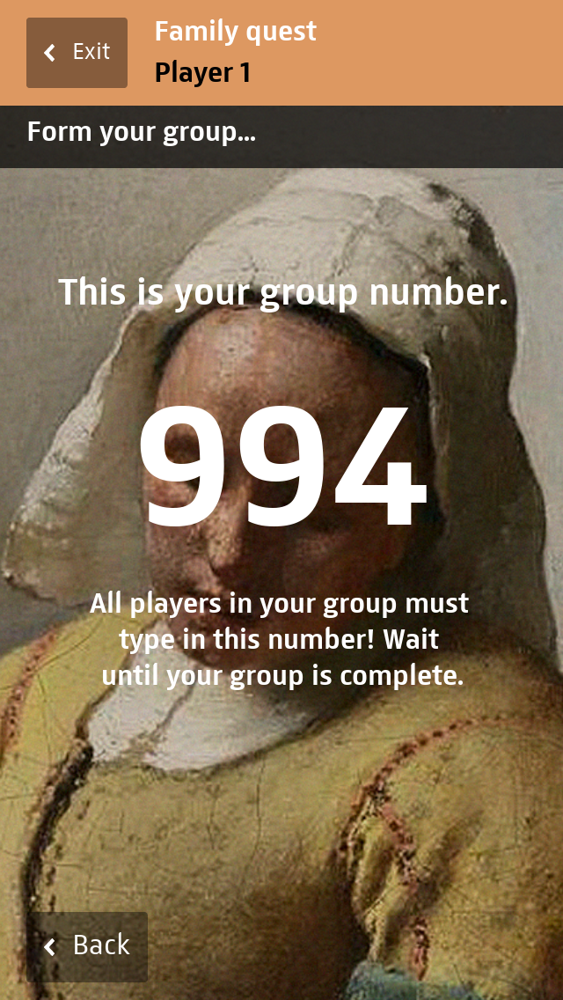 Exit
Family quest
Player 1
Form your group...
This is your group number.
994
All players in your group must
type in this number! Wait
until your group is complete.
Back